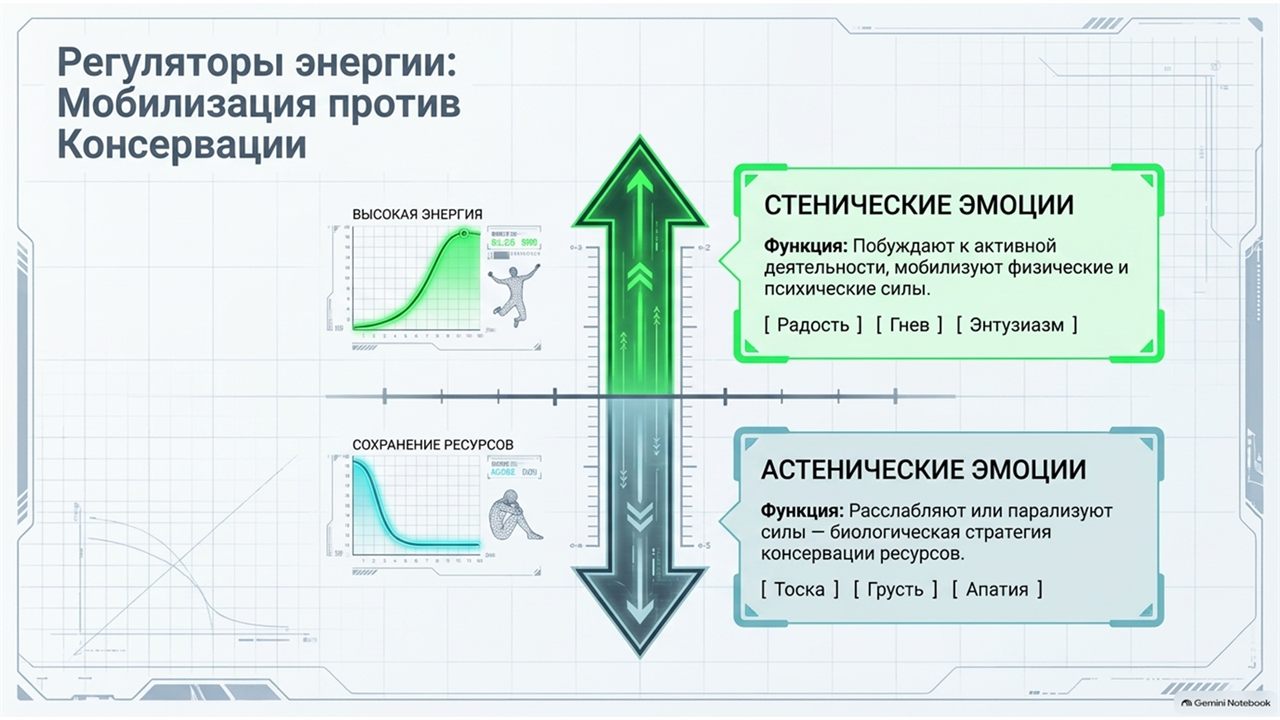 Регуляторы энергии:
Мобилизация против
Консервации
ВЫСОКАЯ ЭНЕРГИЯ
СТЕНИЧЕСКИЕ ЭМОЦИИ
Функция: Побуждают к активной
деятельности, мобилизуют физические и
психические силы.
[ Радость ] [ Гнев ] [ Энтузиазм ]
СОХРАНЕНИЕ РЕСУРСОВ
АСТЕНИЧЕСКИЕ ЭМОЦИИ
Функция: Расслабляют или парализуют
силы — биологическая стратегия
консервации ресурсов.
[ Тоска ] [ Грусть ] [ Апатия ]
Gemini Notebook